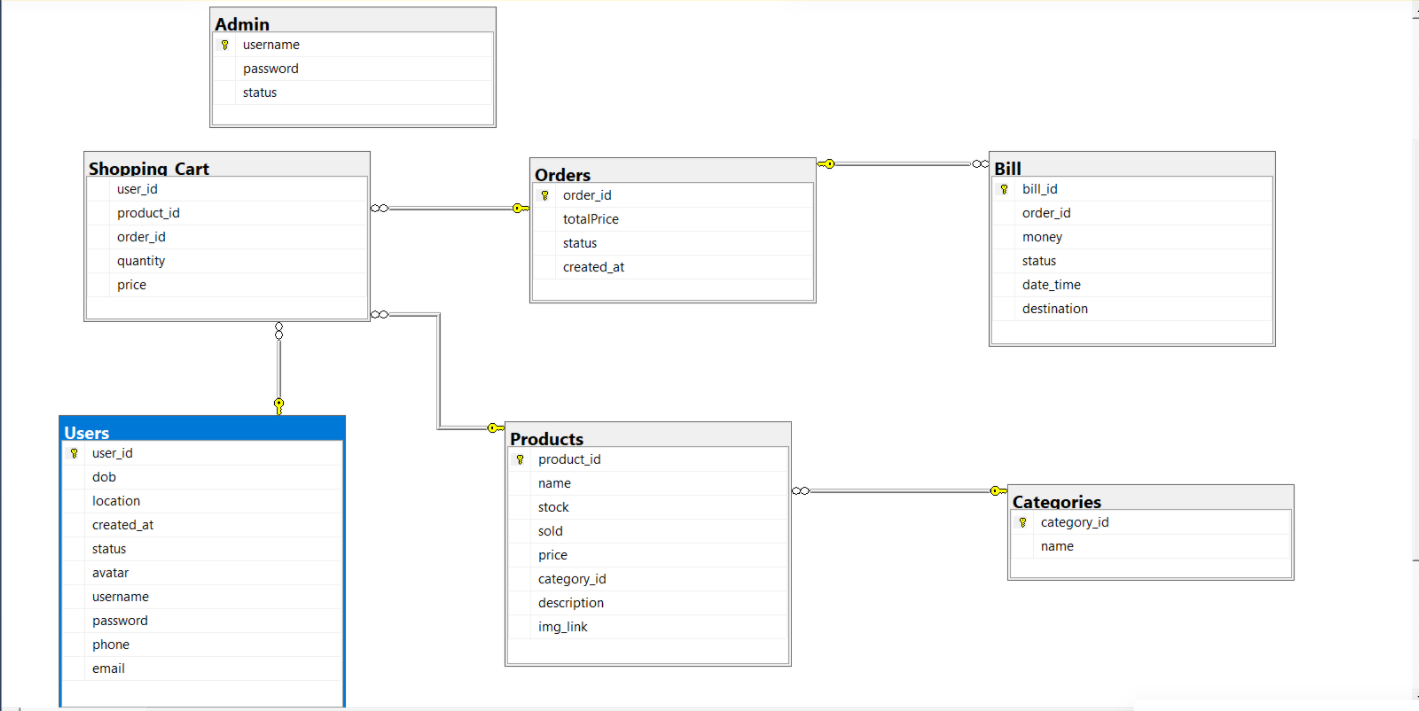 Admin
username
password
status
Shopping_Cart
user_id
product_id
order_id
quantity
price
Orders
order_id
totalPrice
status
created_at
Bill
bill_id
order_id
money
status
date_time
destination
Users
user_id
dob
location
created_at
status
avatar
username
password
phone
email
Products
product_id
name
stock
sold
price
category_id
description
img_link
Categories
category_id
name